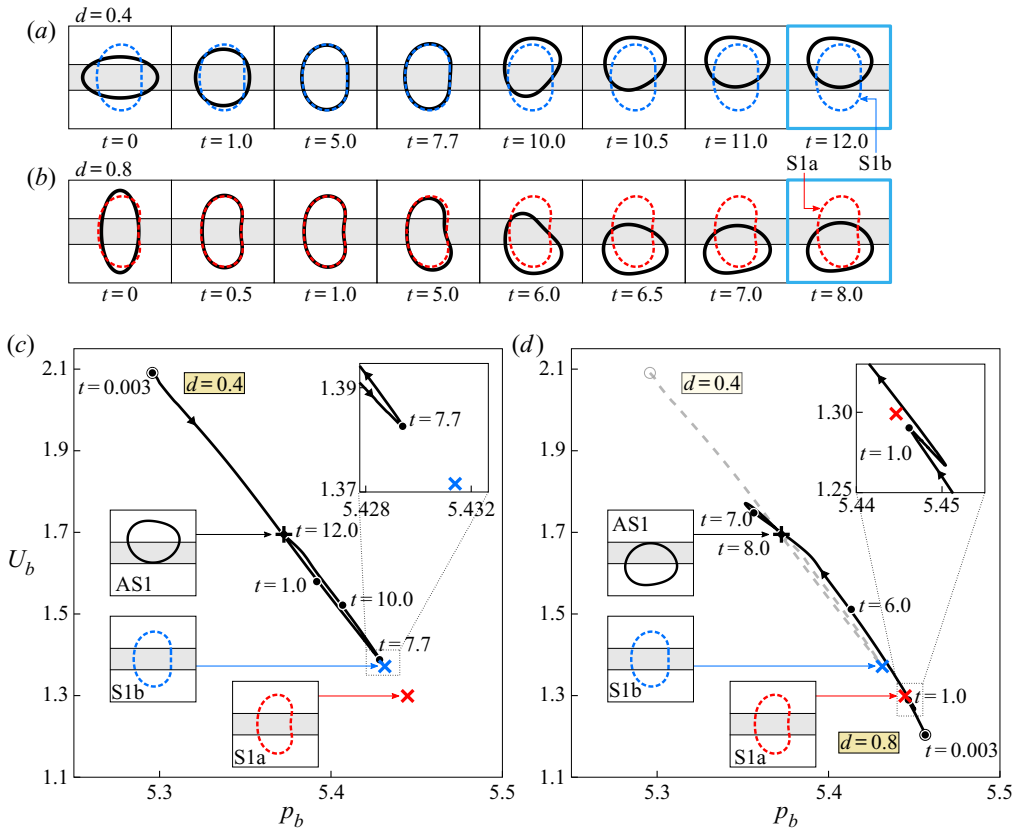 (a) d = 0.4
t = 0 t = 1.0 t = 5.0 t = 7.7 t = 10.0 t = 10.5 t = 11.0 t = 12.0
S1a S1b
(b) d = 0.8
t = 0 t = 0.5 t = 1.0 t = 5.0 t = 6.0 t = 6.5 t = 7.0 t = 8.0
(c)
2.1
1.9
1.7
1.5
1.3
1.1
U_b
5.3 5.4 5.5
p_b
t = 0.003
d = 0.4
1.39
1.37
5.428 5.432
t = 7.7
t = 12.0
t = 1.0
t = 10.0
t = 7.7
AS1
S1b
S1a
(d)
2.1
1.9
1.7
1.5
1.3
1.1
5.3 5.4 5.5
p_b
d = 0.4
1.30
1.25
5.44 5.45
t = 1.0
t = 7.0
t = 8.0
t = 6.0
t = 1.0
t = 0.003
d = 0.8
AS1
S1b
S1a